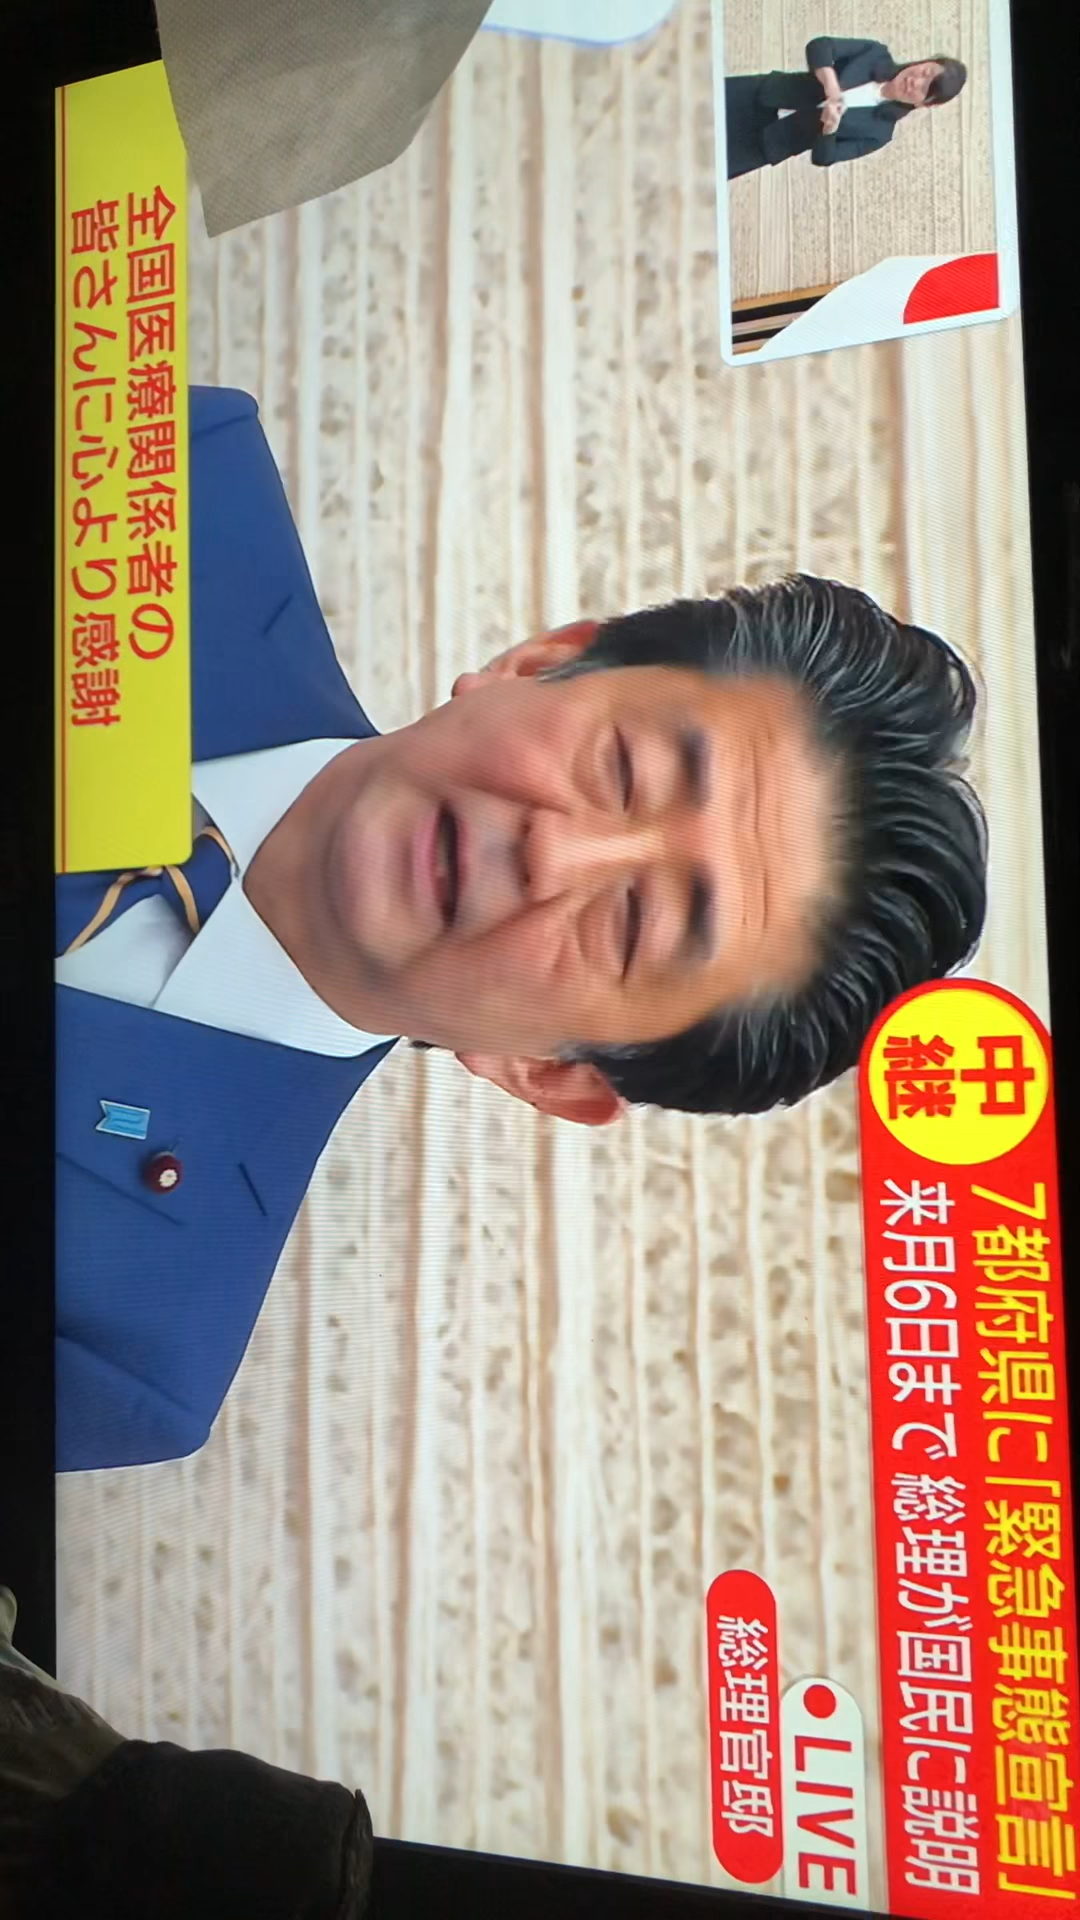 中継
7都府県に「緊急事態宣言」
来月6日まで 総理が国民に説明
LIVE
総理官邸
全国医療関係者の
皆さんに心より感謝